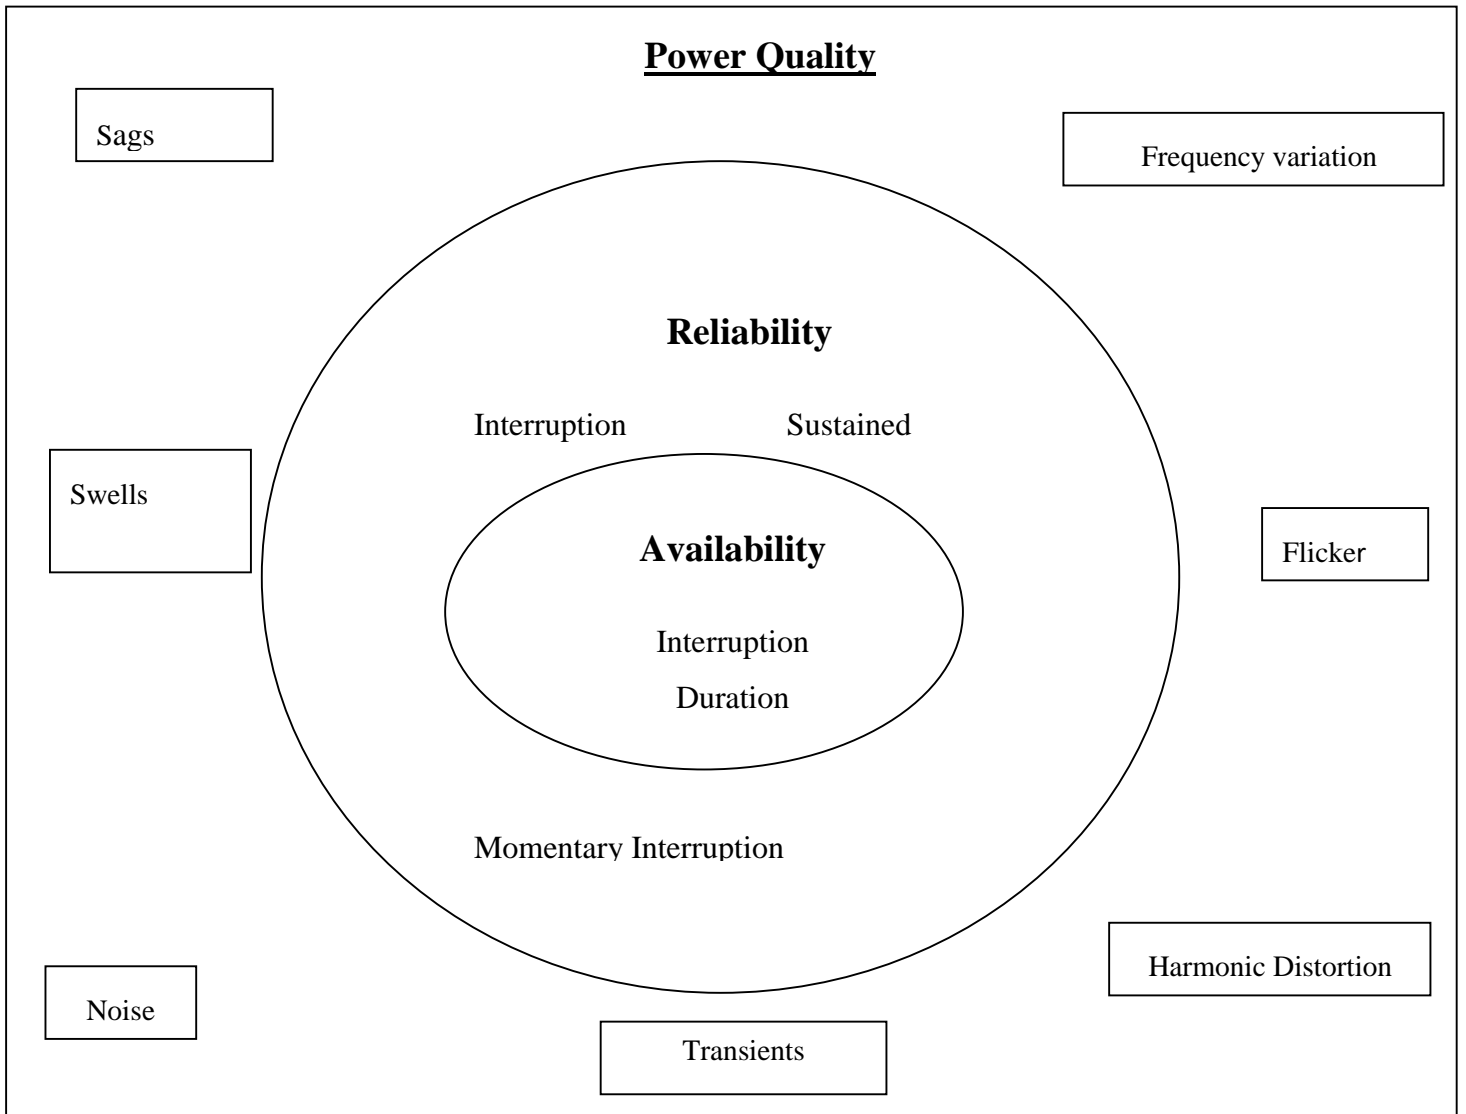 Power Quality
Sags
Frequency variation
Reliability
Interruption Sustained
Swells
Availability
Flicker
Interruption
Duration
Momentary Interruption
Harmonic Distortion
Noise
Transients